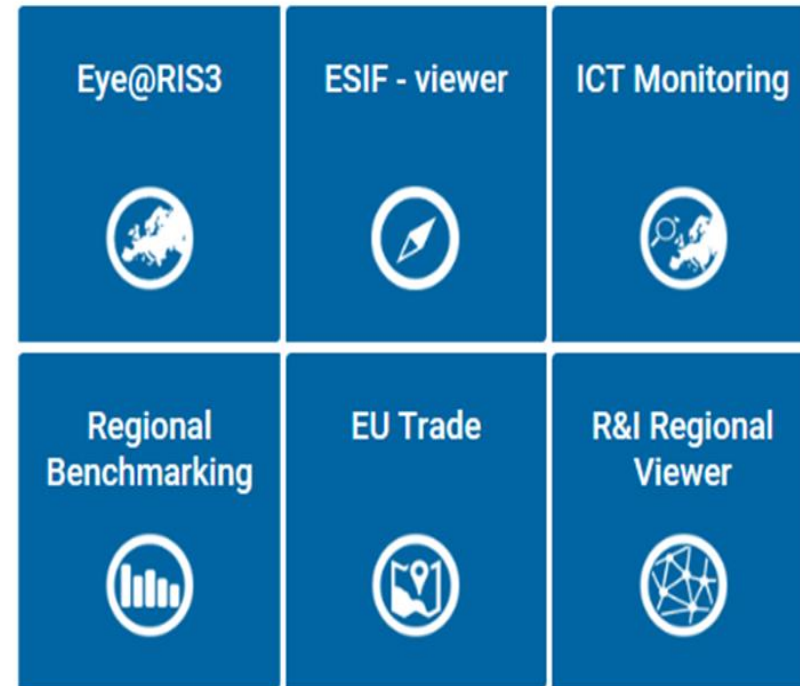 Eye@RIS3
ESIF - viewer
ICT Monitoring
Regional
Benchmarking
EU Trade
R&I Regional
Viewer